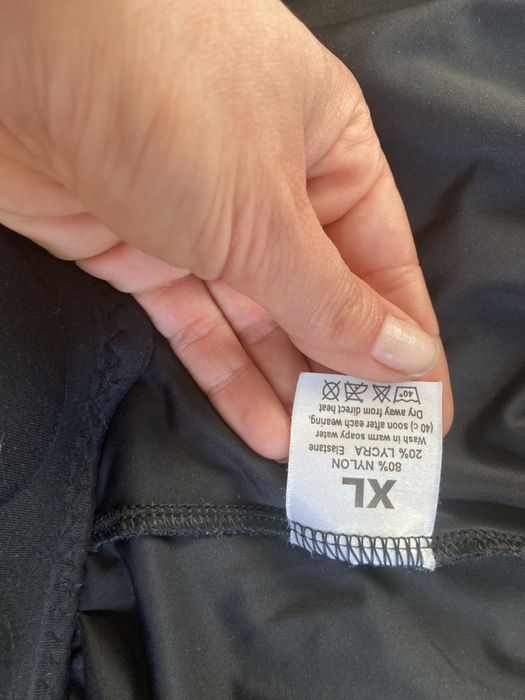 XL
80% NYLON
20% LYCRA Elastane
Wash in warm soapy water
(40 c) soon after each wearing,
Dry away from direct heat
40°